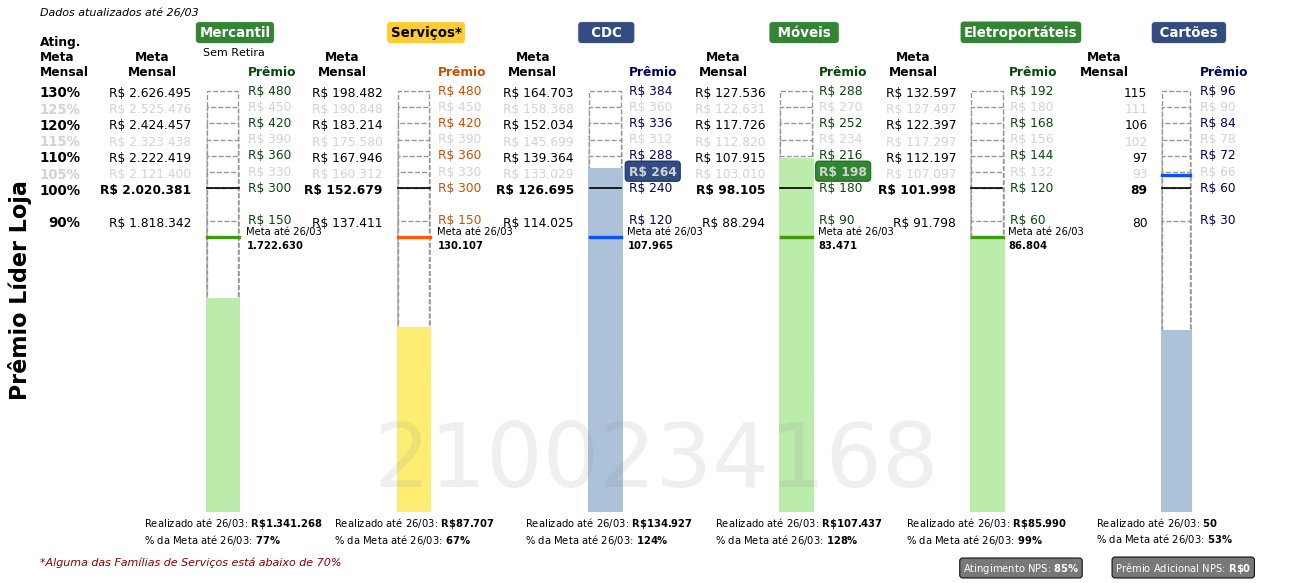 Dados atualizados até 26/03
Mercantil Serviços* CDC Móveis Eletroportáteis Cartões
Sem Retira
Ating. Meta Mensal
Meta Mensal Prêmio Meta Mensal Prêmio Meta Mensal Prêmio Meta Mensal Prêmio Meta Mensal Prêmio Meta Mensal Prêmio
130% R$ 2.626.495 R$ 480 R$ 198.482 R$ 480 R$ 164.703 R$ 384 R$ 127.536 R$ 288 R$ 132.597 R$ 192 115 R$ 96
125% R$ 2.525.476 R$ 450 R$ 190.848 R$ 450 R$ 158.368 R$ 360 R$ 122.631 R$ 270 R$ 127.497 R$ 180 111 R$ 90
120% R$ 2.424.457 R$ 420 R$ 183.214 R$ 420 R$ 152.034 R$ 336 R$ 117.726 R$ 252 R$ 122.397 R$ 168 106 R$ 84
115% R$ 2.323.438 R$ 390 R$ 175.580 R$ 390 R$ 145.699 R$ 312 R$ 112.820 R$ 234 R$ 117.297 R$ 156 102 R$ 78
110% R$ 2.222.419 R$ 360 R$ 167.946 R$ 360 R$ 139.364 R$ 288 R$ 107.915 R$ 216 R$ 112.197 R$ 144 97 R$ 72
105% R$ 2.121.400 R$ 330 R$ 160.312 R$ 330 R$ 133.029 R$ 264 R$ 103.010 R$ 198 R$ 107.097 R$ 132 93 R$ 66
100% R$ 2.020.381 R$ 300 R$ 152.679 R$ 300 R$ 126.695 R$ 240 R$ 98.105 R$ 180 R$ 101.998 R$ 120 89 R$ 60
90% R$ 1.818.342 R$ 150 R$ 137.411 R$ 150 R$ 114.025 R$ 120 R$ 88.294 R$ 90 R$ 91.798 R$ 60 80 R$ 30
Meta até 26/03 Meta até 26/03 Meta até 26/03 Meta até 26/03 Meta até 26/03
1.722.630 130.107 107.965 83.471 86.804
Prêmio Líder Loja
2100234168
Realizado até 26/03: R$1.341.268 Realizado até 26/03: R$87.707 Realizado até 26/03: R$134.927 Realizado até 26/03: R$107.437 Realizado até 26/03: R$85.990 Realizado até 26/03: 50
% da Meta até 26/03: 77% % da Meta até 26/03: 67% % da Meta até 26/03: 124% % da Meta até 26/03: 128% % da Meta até 26/03: 99% % da Meta até 26/03: 53%
*Alguma das Famílias de Serviços está abaixo de 70%
Atingimento NPS: 85% Prêmio Adicional NPS: R$0